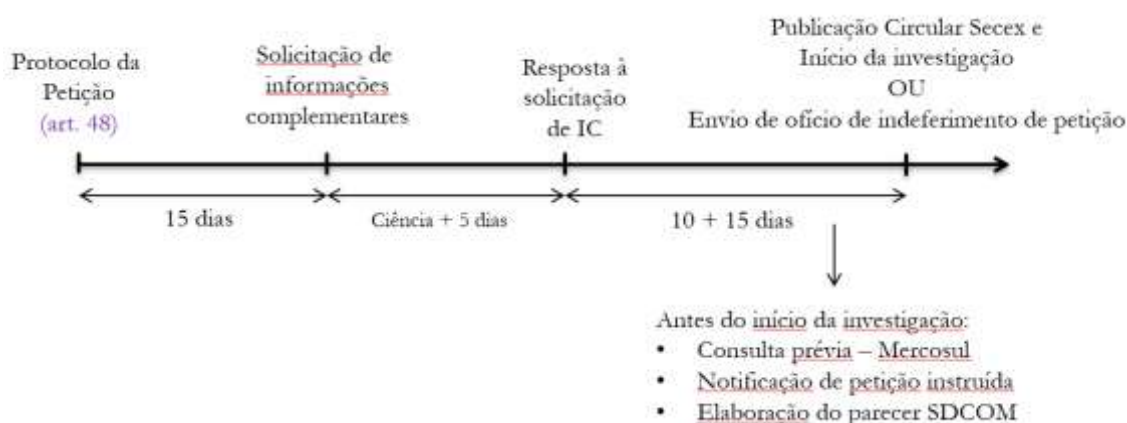 Protocolo da
Petição
(art. 48)
Solicitação de
informações
complementares
Resposta à
solicitação
de IC
Publicação Circular Secex e
Início da investigação
OU
Envio de ofício de indeferimento de petição
15 dias
Ciência + 5 dias
10 + 15 dias
Antes do início da investigação:
• Consulta prévia – Mercosul
• Notificação de petição instruída
• Elaboração do parecer SDCOM